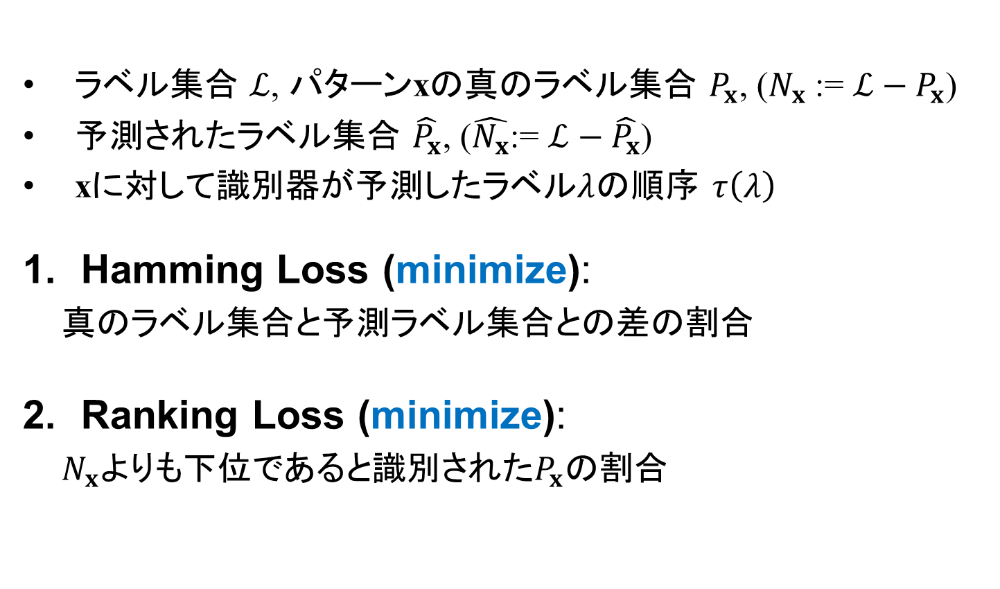 • ラベル集合 ℒ, パターン𝐱の真のラベル集合 𝑃𝐱, (𝑁𝐱 := ℒ − 𝑃𝐱)
• 予測されたラベル集合 𝑃̂𝐱, (𝑁̂𝐱:= ℒ − 𝑃̂𝐱)
• 𝐱に対して識別器が予測したラベル𝜆の順序 𝜏(𝜆)
1. Hamming Loss (minimize):
真のラベル集合と予測ラベル集合との差の割合
2. Ranking Loss (minimize):
𝑁𝐱よりも下位であると識別された𝑃𝐱の割合